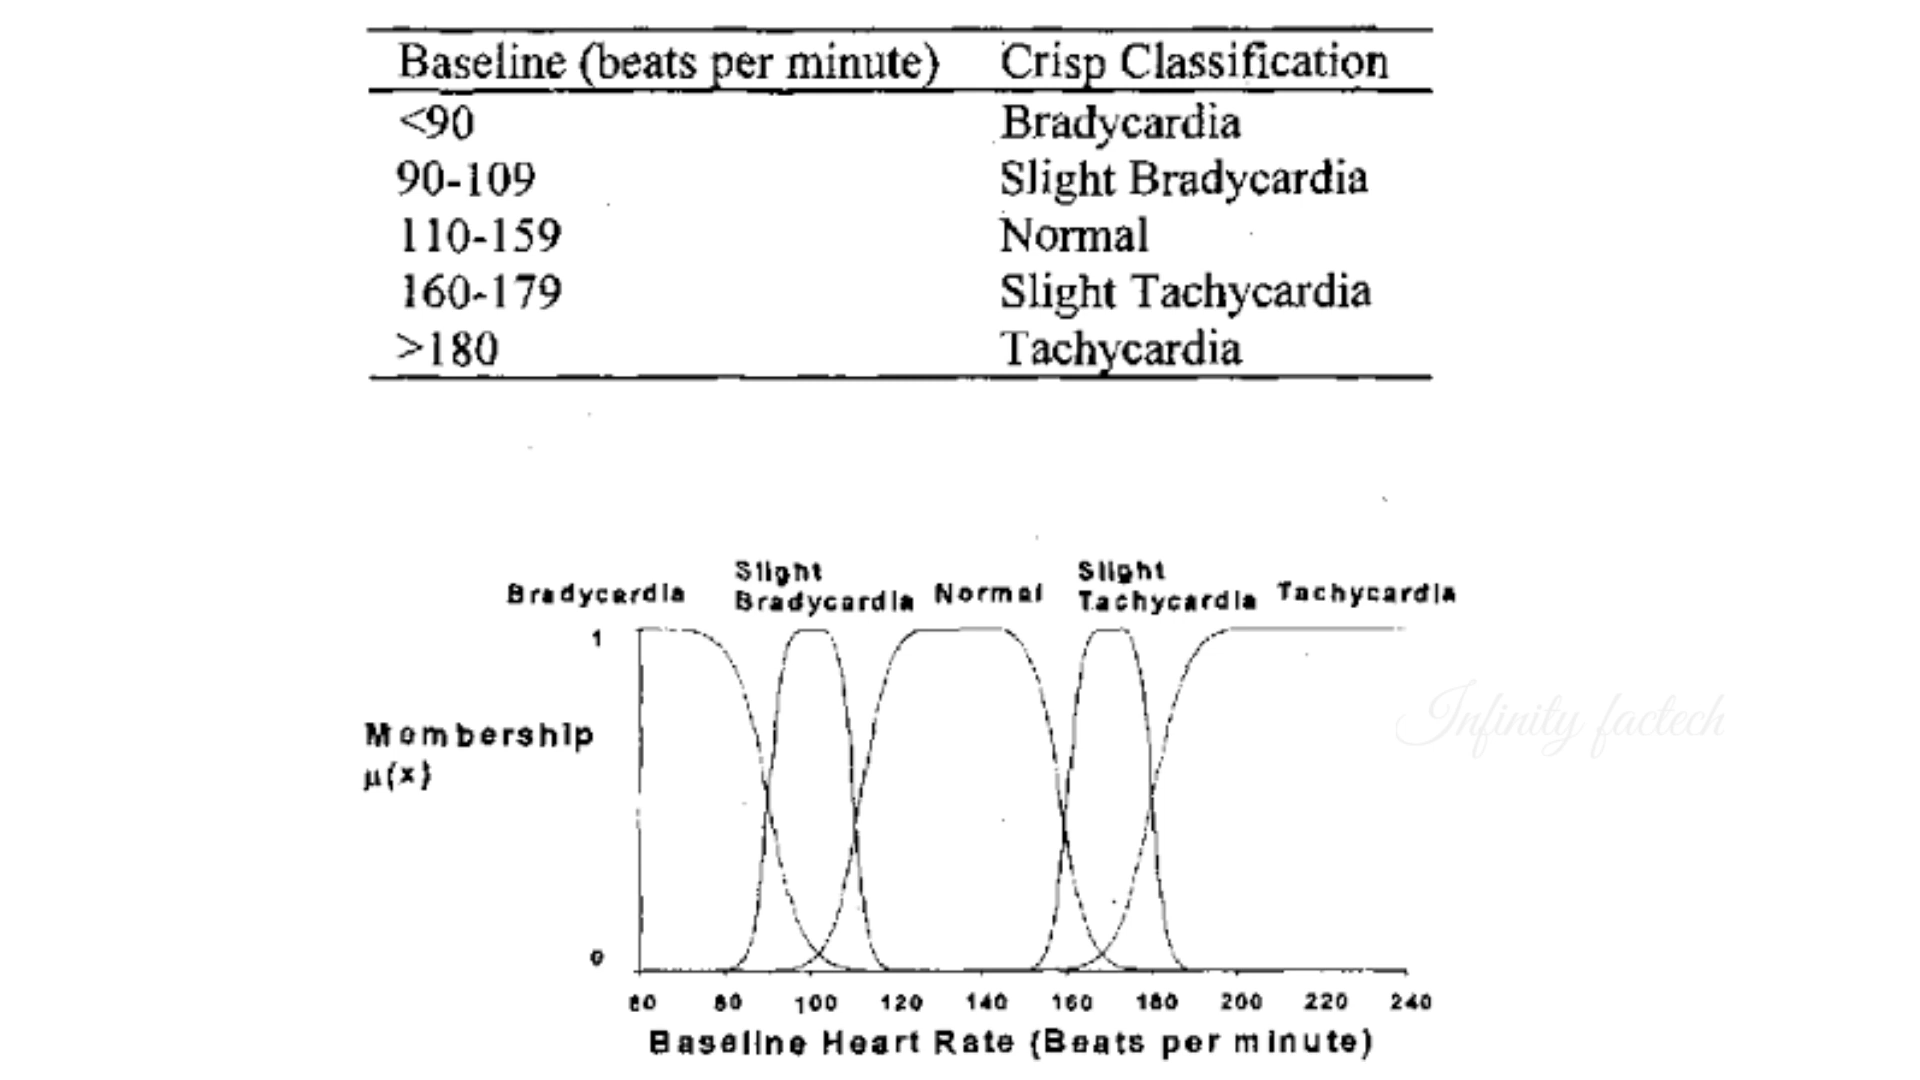 Baseline (beats per minute) Crisp Classification
<90 Bradycardia
90-109 Slight Bradycardia
110-159 Normal
160-179 Slight Tachycardia
>180 Tachycardia
Bradycardia Slight Bradycardia Normal Slight Tachycardia Tachycardia
1
Membership
μ(x)
0
60 80 100 120 140 160 180 200 220 240
Baseline Heart Rate (Beats per minute)
Infinity factech